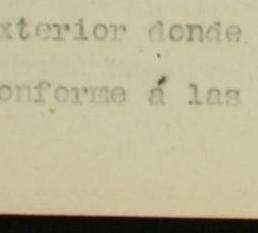 xterior donde
onforme á las